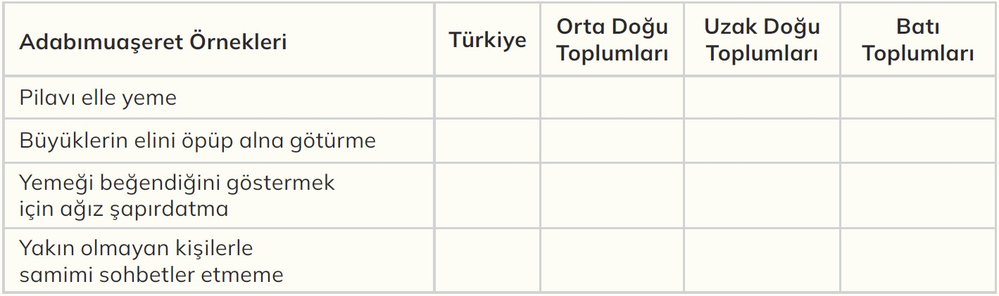 Adabımuaşeret Örnekleri
Türkiye
Orta Doğu
Toplumları
Uzak Doğu
Toplumları
Batı
Toplumları
Pilavı elle yeme
Büyüklerin elini öpüp alna götürme
Yemeği beğendiğini göstermek
için ağız şapırdatma
Yakın olmayan kişilerle
samimi sohbetler etmeme